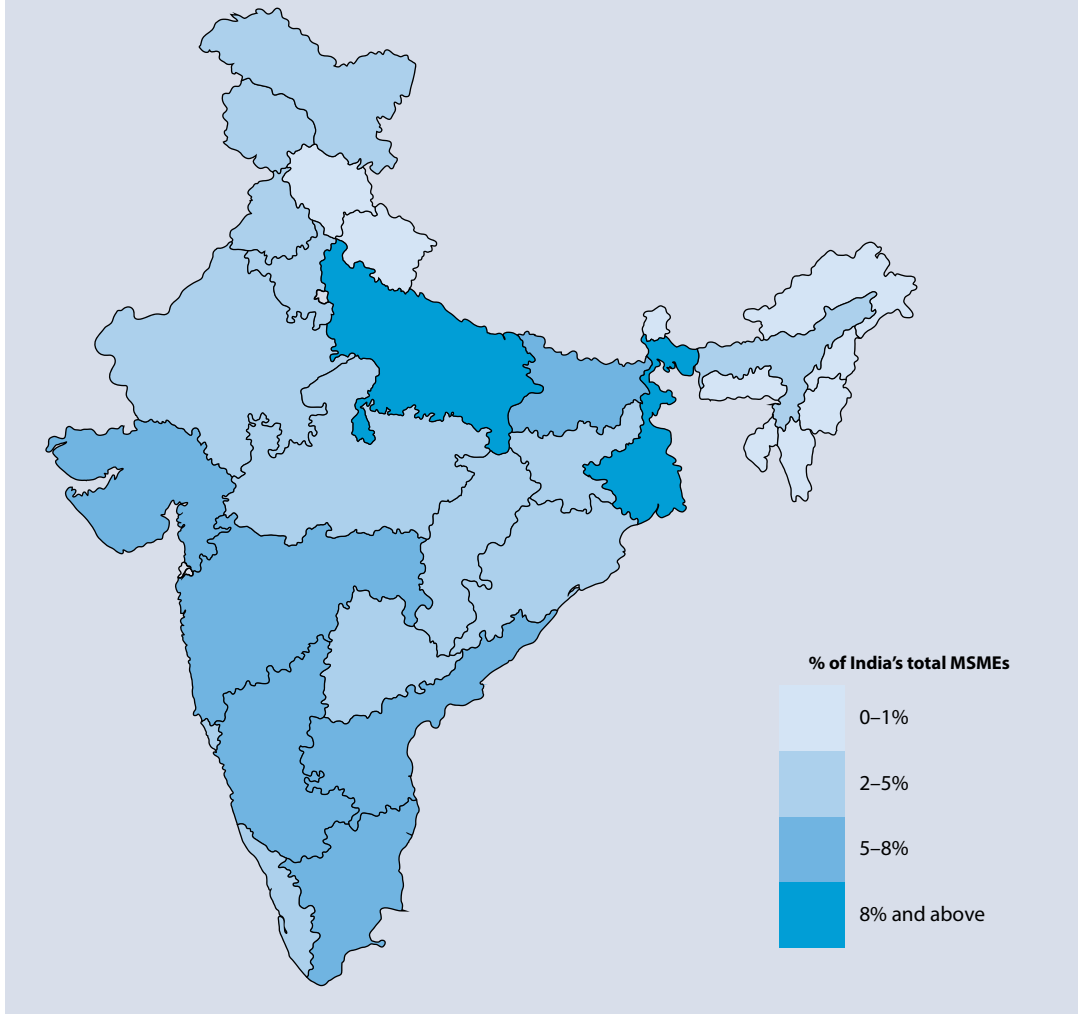 % of India’s total MSMEs
0–1%
2–5%
5–8%
8% and above